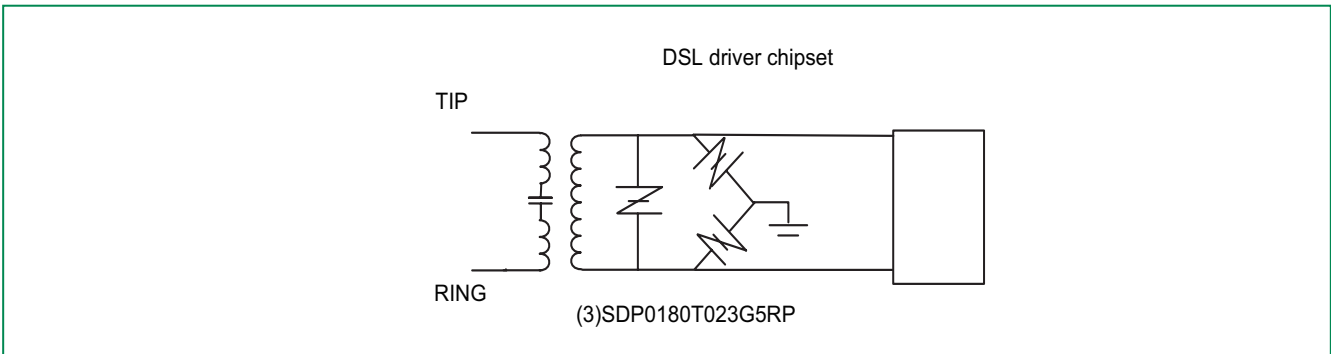 DSL driver chipset
TIP
RING
(3)SDP0180T023G5RP